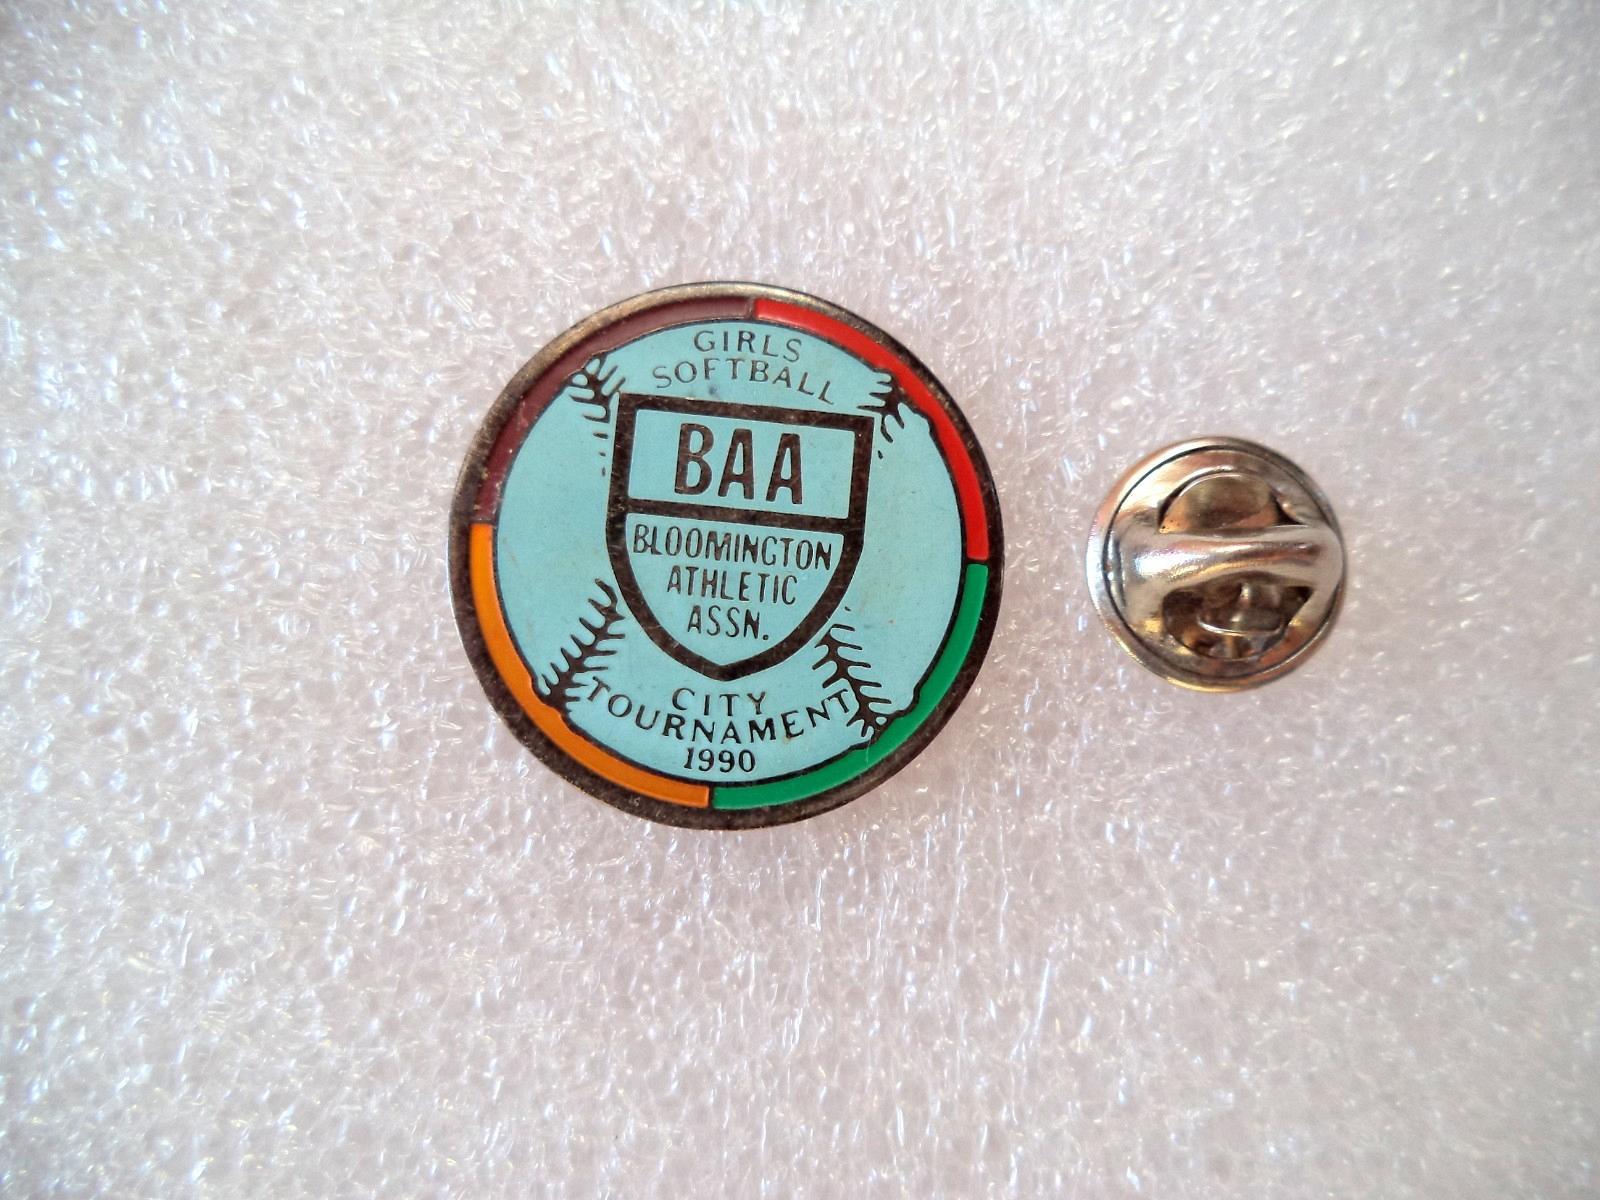 GIRLS
SOFTBALL
BAA
BLOOMINGTON
ATHLETIC
ASSN.
CITY
TOURNAMENT
1990